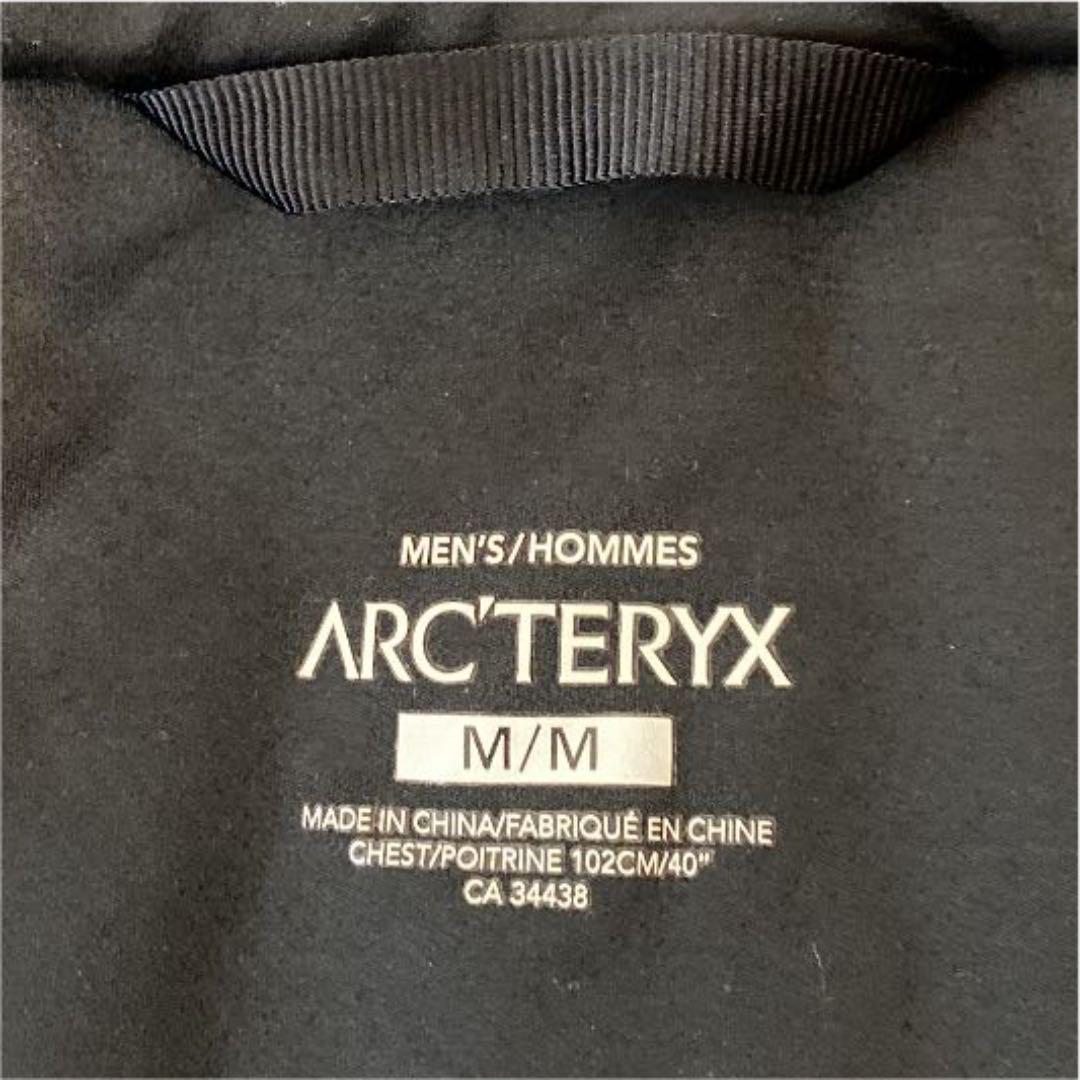 MEN'S/HOMMES
ARC'TERYX
M/M
MADE IN CHINA/FABRIQUÉ EN CHINE
CHEST/POITRINE 102CM/40"
CA 34438